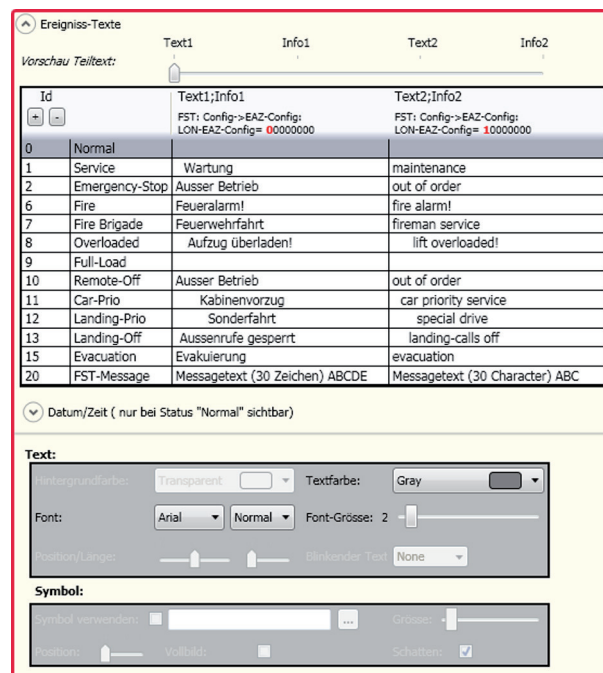 Ereigniss-Texte
Text1 Info1 Text2 Info2
Vorschau Teiltext:
Id Text1;Info1 Text2;Info2
+ - FST: Config->EAZ-Config: FST: Config->EAZ-Config:
LON-EAZ-Config= 00000000 LON-EAZ-Config= 10000000
0 Normal
1 Service Wartung maintenance
2 Emergency-Stop Ausser Betrieb out of order
6 Fire Feueralarm! fire alarm!
7 Fire Brigade Feuerwehrfahrt fireman service
8 Overloaded Aufzug überladen! lift overloaded!
9 Full-Load
10 Remote-Off Ausser Betrieb out of order
11 Car-Prio Kabinenvorzug car priority service
12 Landing-Prio Sonderfahrt special drive
13 Landing-Off Aussenrufe gesperrt landing-calls off
15 Evacuation Evakuierung evacuation
20 FST-Message Messagetext (30 Zeichen) ABCDE Messagetext (30 Character) ABC
Datum/Zeit ( nur bei Status "Normal" sichtbar)
Text:
Hintergrundfarbe: Transparent Textfarbe: Gray
Font: Arial Normal Font-Grösse: 2
Position/Länge: Blinkender Text None
Symbol:
Symbol verwenden: ... Grösse:
Position: Vollbild: Schatten: